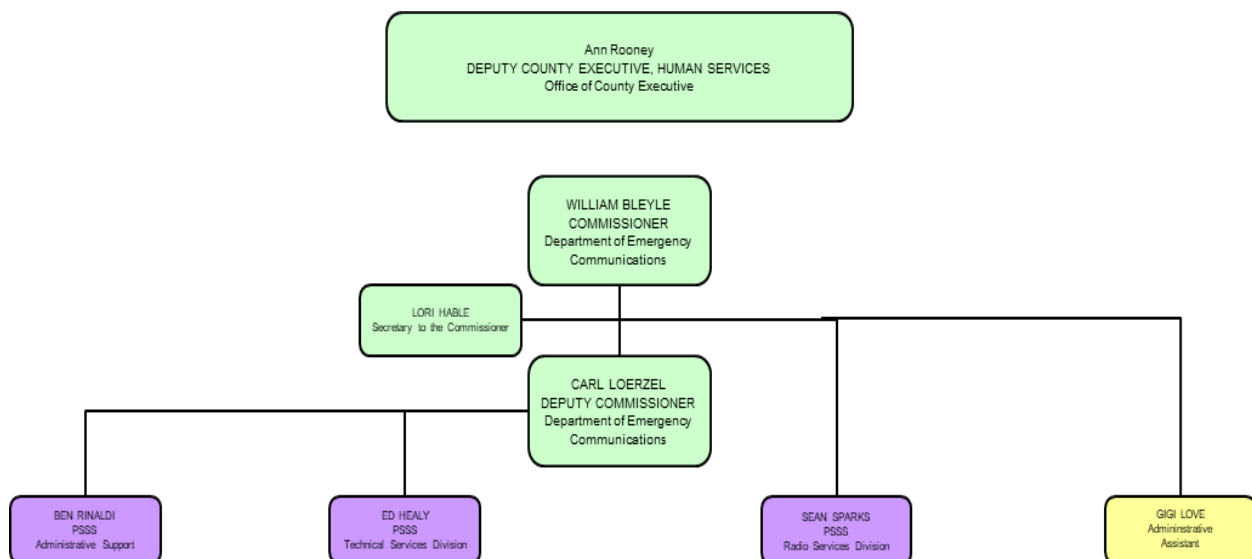 Ann Rooney
DEPUTY COUNTY EXECUTIVE, HUMAN SERVICES
Office of County Executive
WILLIAM BLEYLE
COMMISSIONER
Department of Emergency
Communications
LORI HABLE
Secretary to the Commissioner
CARL LOERZEL
DEPUTY COMMISSIONER
Department of Emergency
Communications
BEN RINALDI
PSSS
Administrative Support
ED HEALY
PSSS
Technical Services Division
SEAN SPARKS
PSSS
Radio Services Division
GIGI LOVE
Admininstrative
Assistant